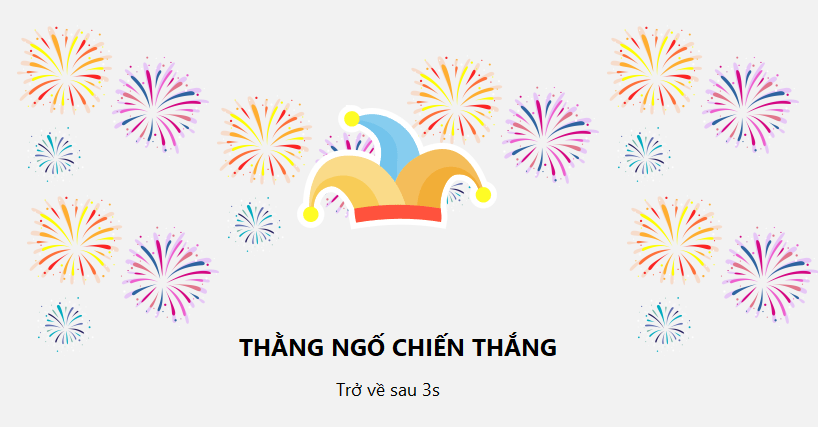 THẰNG NGỐ CHIẾN THẮNG
Trở về sau 3s